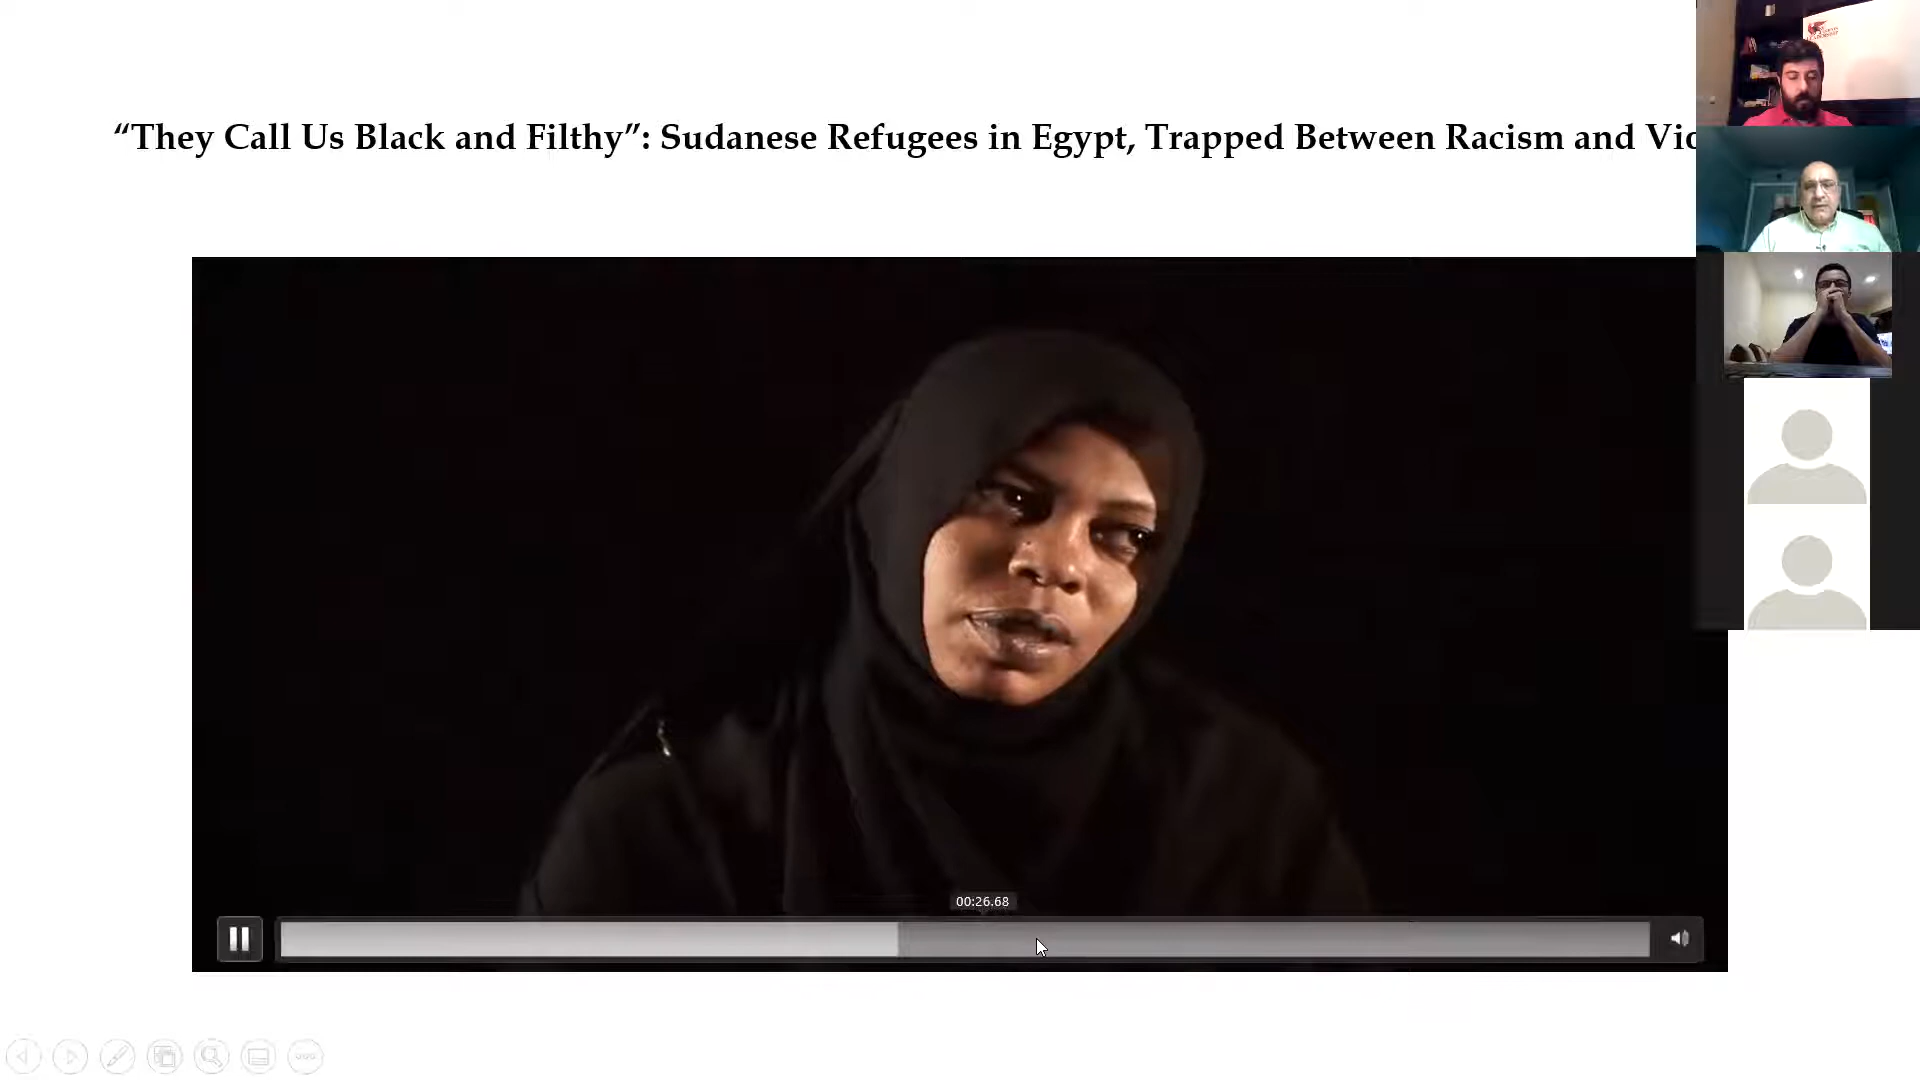 “They Call Us Black and Filthy”: Sudanese Refugees in Egypt, Trapped Between Racism and Vio
00:26.68